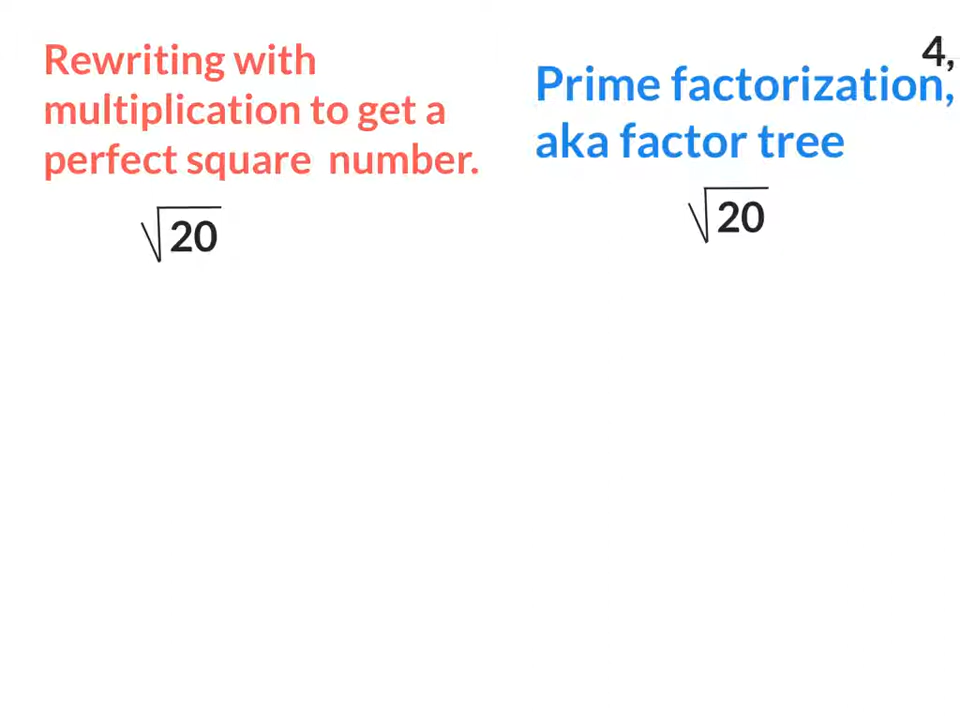 Rewriting with
multiplication to get a
perfect square number.
√20
4,
Prime factorization,
aka factor tree
√20